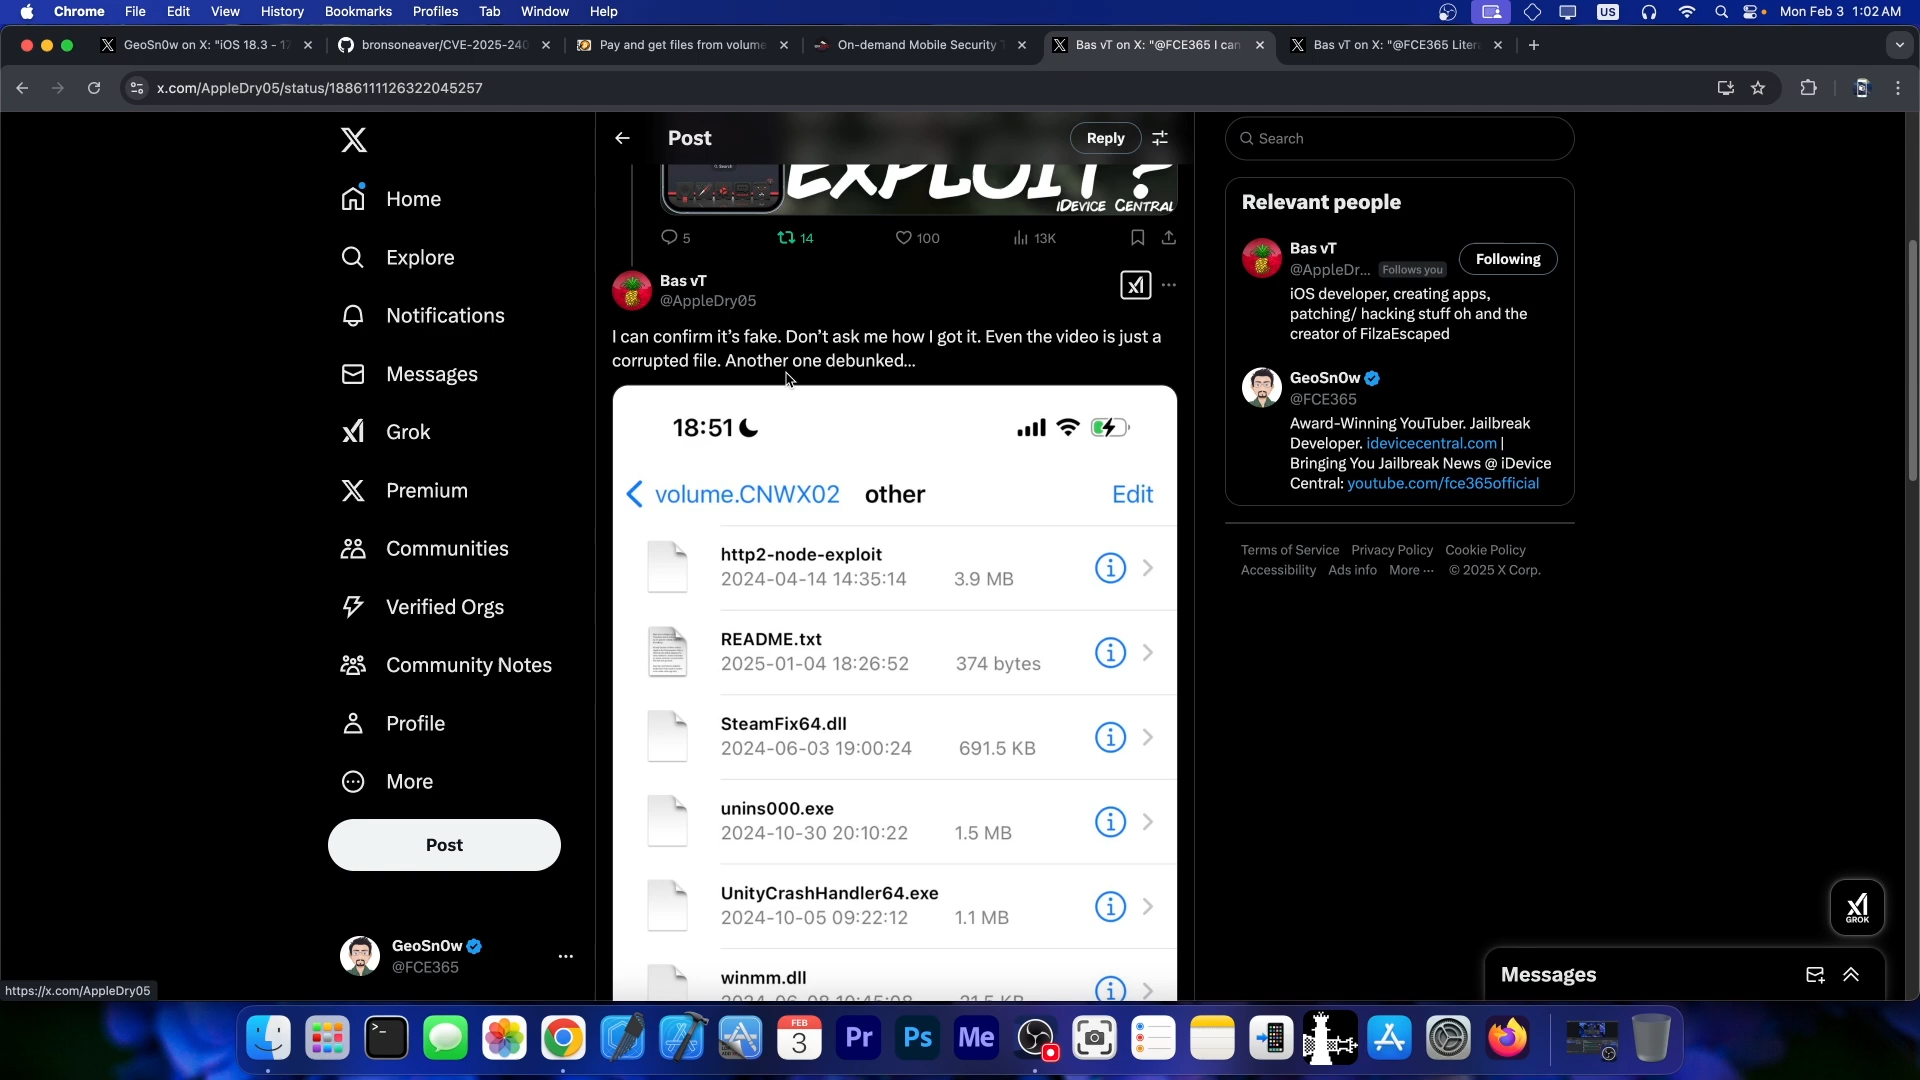 Chrome File Edit View History Bookmarks Profiles Tab Window Help
US Mon Feb 3 1:02 AM
GeoSn0w on X: "iOS 18.3 - 17
bronsoneaver/CVE-2025-240
Pay and get files from volume
On-demand Mobile Security T
Bas vT on X: "@FCE365 I can
Bas vT on X: "@FCE365 Liter
x.com/AppleDry05/status/1886111126322045257
Home
Explore
Notifications
Messages
Grok
Premium
Communities
Verified Orgs
Community Notes
Profile
More
Post
GeoSn0w
@FCE365
https://x.com/AppleDry05
Post
Reply
EXPLOIT?
iDevice Central
5 14 100 13K
Bas vT
@AppleDry05
I can confirm it’s fake. Don’t ask me how I got it. Even the video is just a
corrupted file. Another one debunked...
18:51
volume.CNWX02 other Edit
http2-node-exploit
2024-04-14 14:35:14 3.9 MB
README.txt
2025-01-04 18:26:52 374 bytes
SteamFix64.dll
2024-06-03 19:00:24 691.5 KB
unins000.exe
2024-10-30 20:10:22 1.5 MB
UnityCrashHandler64.exe
2024-10-05 09:22:12 1.1 MB
winmm.dll
Search
Relevant people
Bas vT
@AppleDr... Follows you
Following
iOS developer, creating apps,
patching/ hacking stuff oh and the
creator of FilzaEscaped
GeoSn0w
@FCE365
Award-Winning YouTuber. Jailbreak
Developer. idevicecentral.com |
Bringing You Jailbreak News @ iDevice
Central: youtube.com/fce365official
Terms of Service Privacy Policy Cookie Policy
Accessibility Ads info More ··· © 2025 X Corp.
GROK
Messages
FEB
3
Pr
Ps
Me